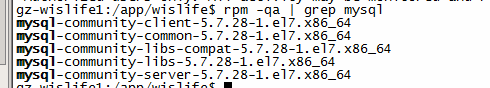 gz-wislife1:/app/wislife$ rpm -qa | grep mysql
mysql-community-client-5.7.28-1.el7.x86_64
mysql-community-common-5.7.28-1.el7.x86_64
mysql-community-libs-compat-5.7.28-1.el7.x86_64
mysql-community-libs-5.7.28-1.el7.x86_64
mysql-community-server-5.7.28-1.el7.x86_64
gz-wislife1:/app/wislife$